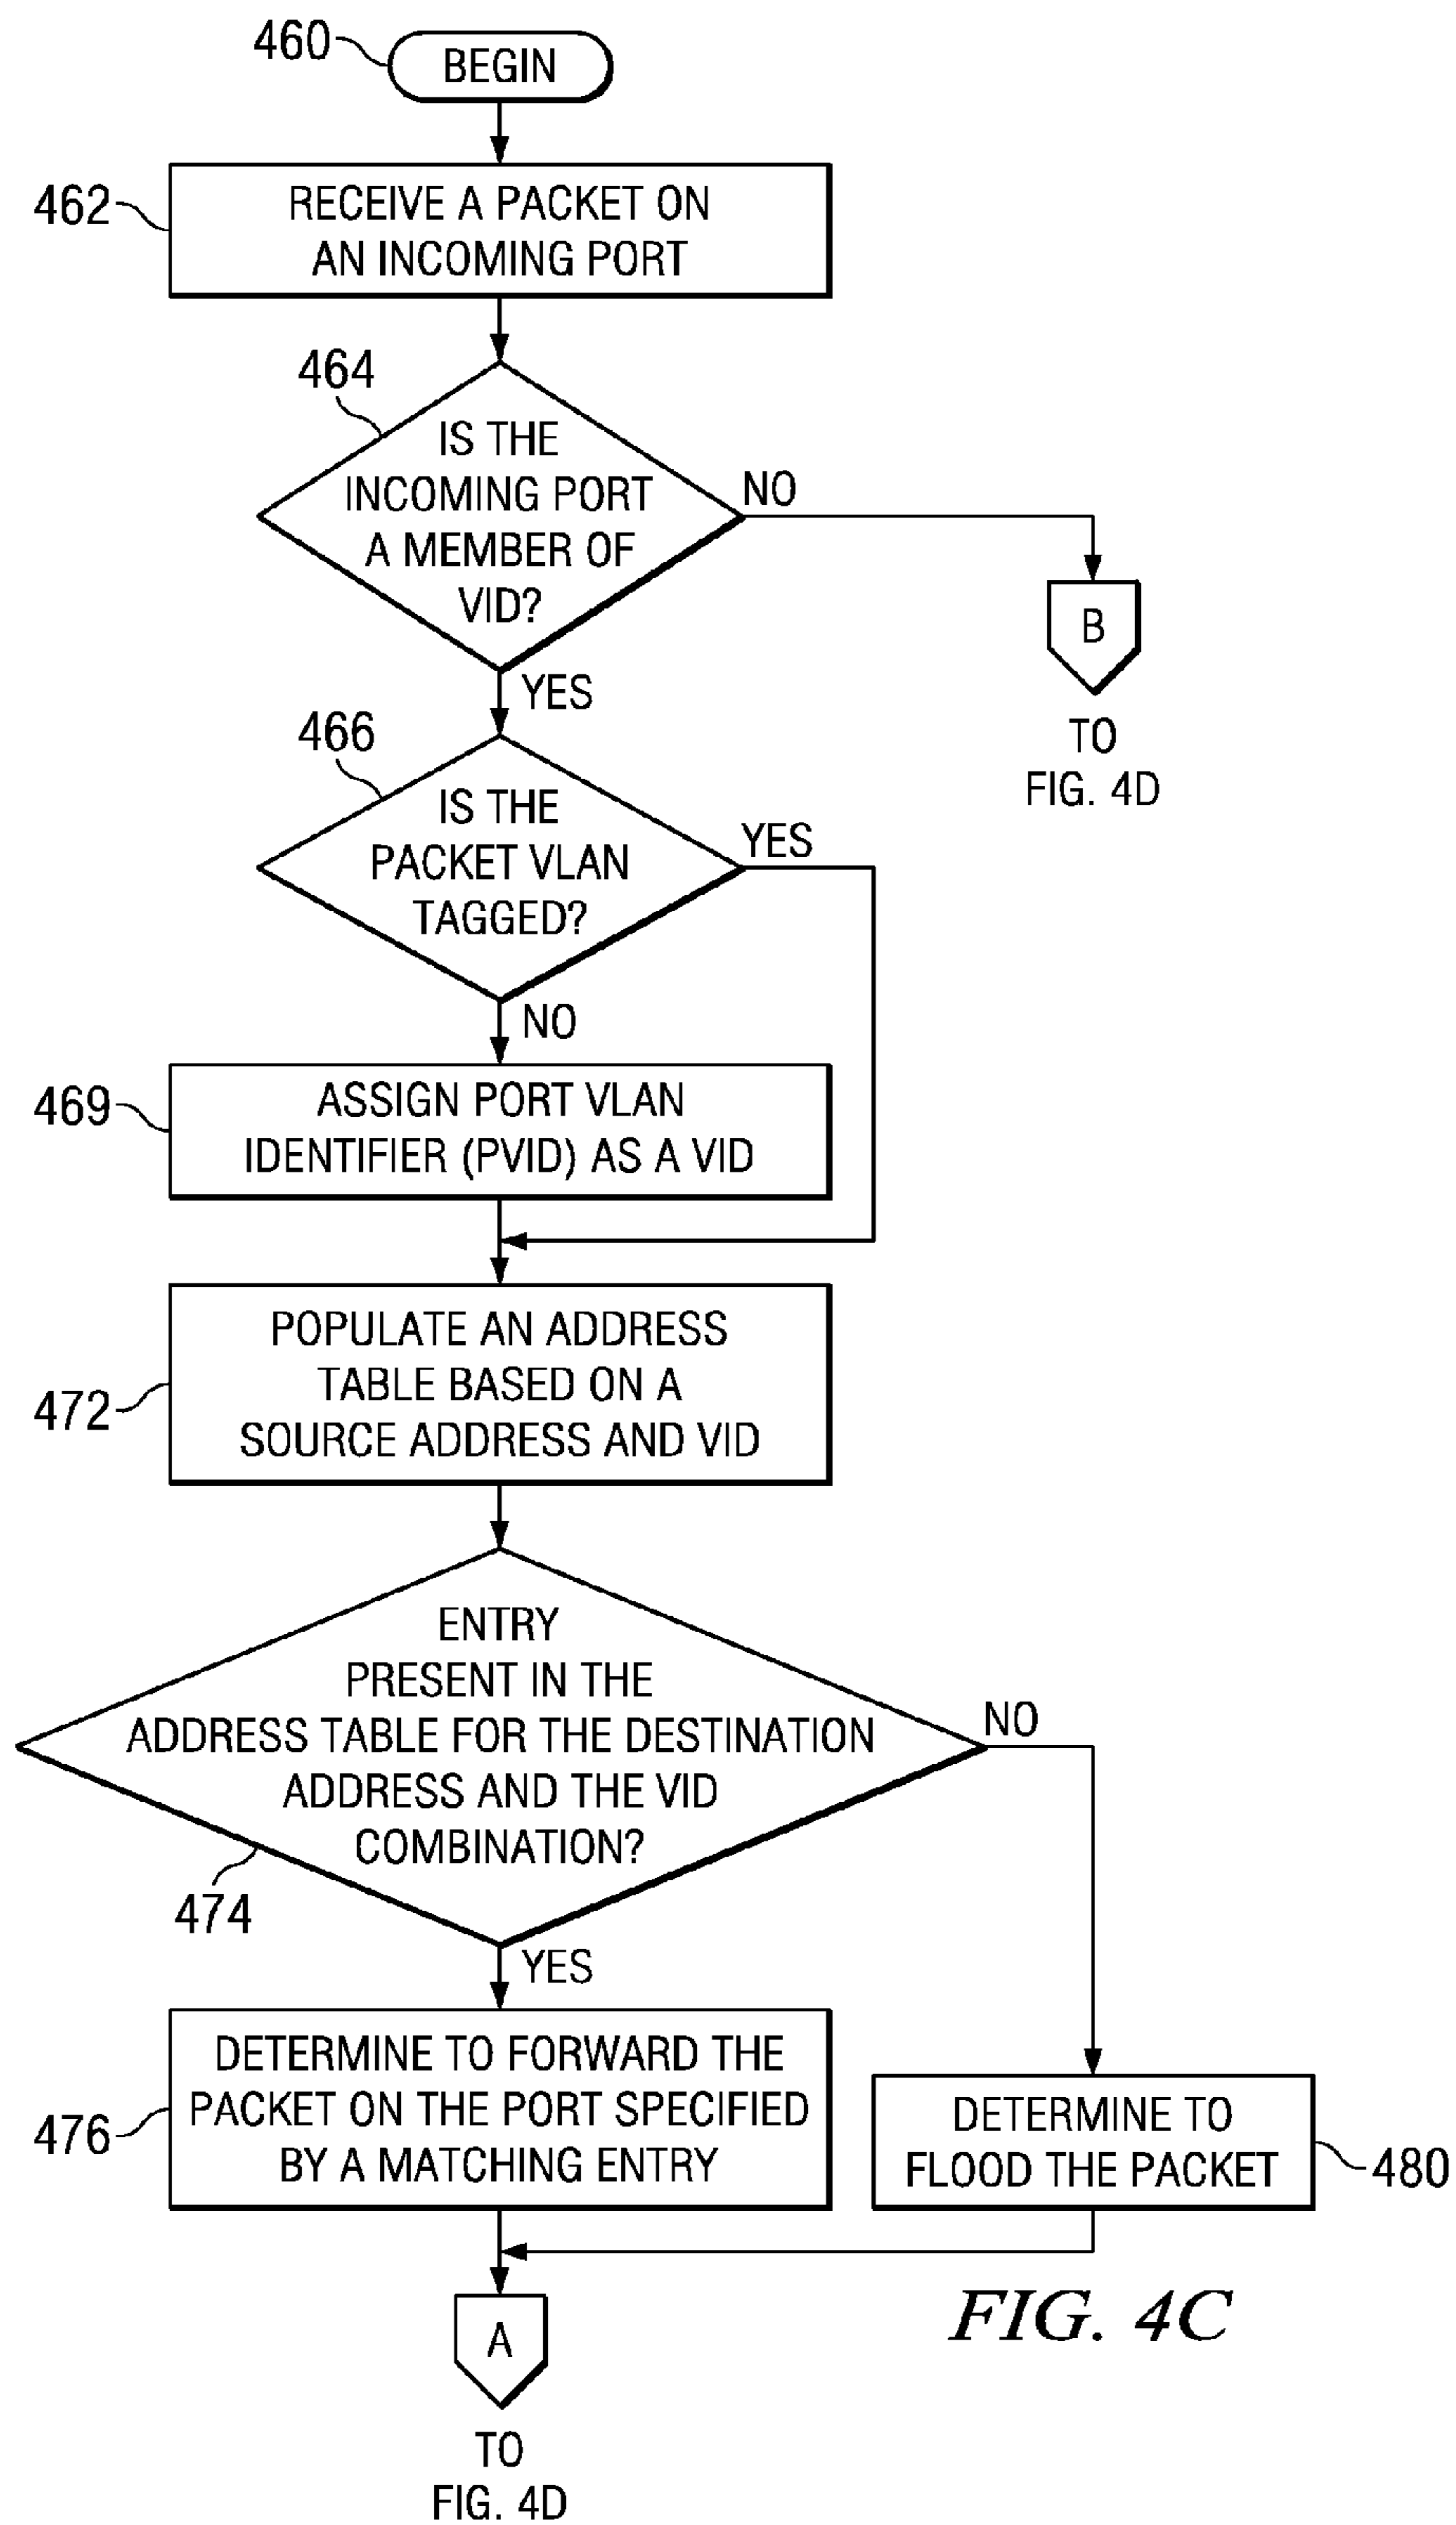 460
BEGIN
462
RECEIVE A PACKET ON
AN INCOMING PORT
464
IS THE
INCOMING PORT
A MEMBER OF
VID?
NO
B
TO
FIG. 4D
YES
466
IS THE
PACKET VLAN
TAGGED?
YES
NO
469
ASSIGN PORT VLAN
IDENTIFIER (PVID) AS A VID
472
POPULATE AN ADDRESS
TABLE BASED ON A
SOURCE ADDRESS AND VID
ENTRY
PRESENT IN THE
ADDRESS TABLE FOR THE DESTINATION
ADDRESS AND THE VID
COMBINATION?
474
NO
YES
476
DETERMINE TO FORWARD THE
PACKET ON THE PORT SPECIFIED
BY A MATCHING ENTRY
DETERMINE TO
FLOOD THE PACKET
480
A
TO
FIG. 4D
FIG. 4C